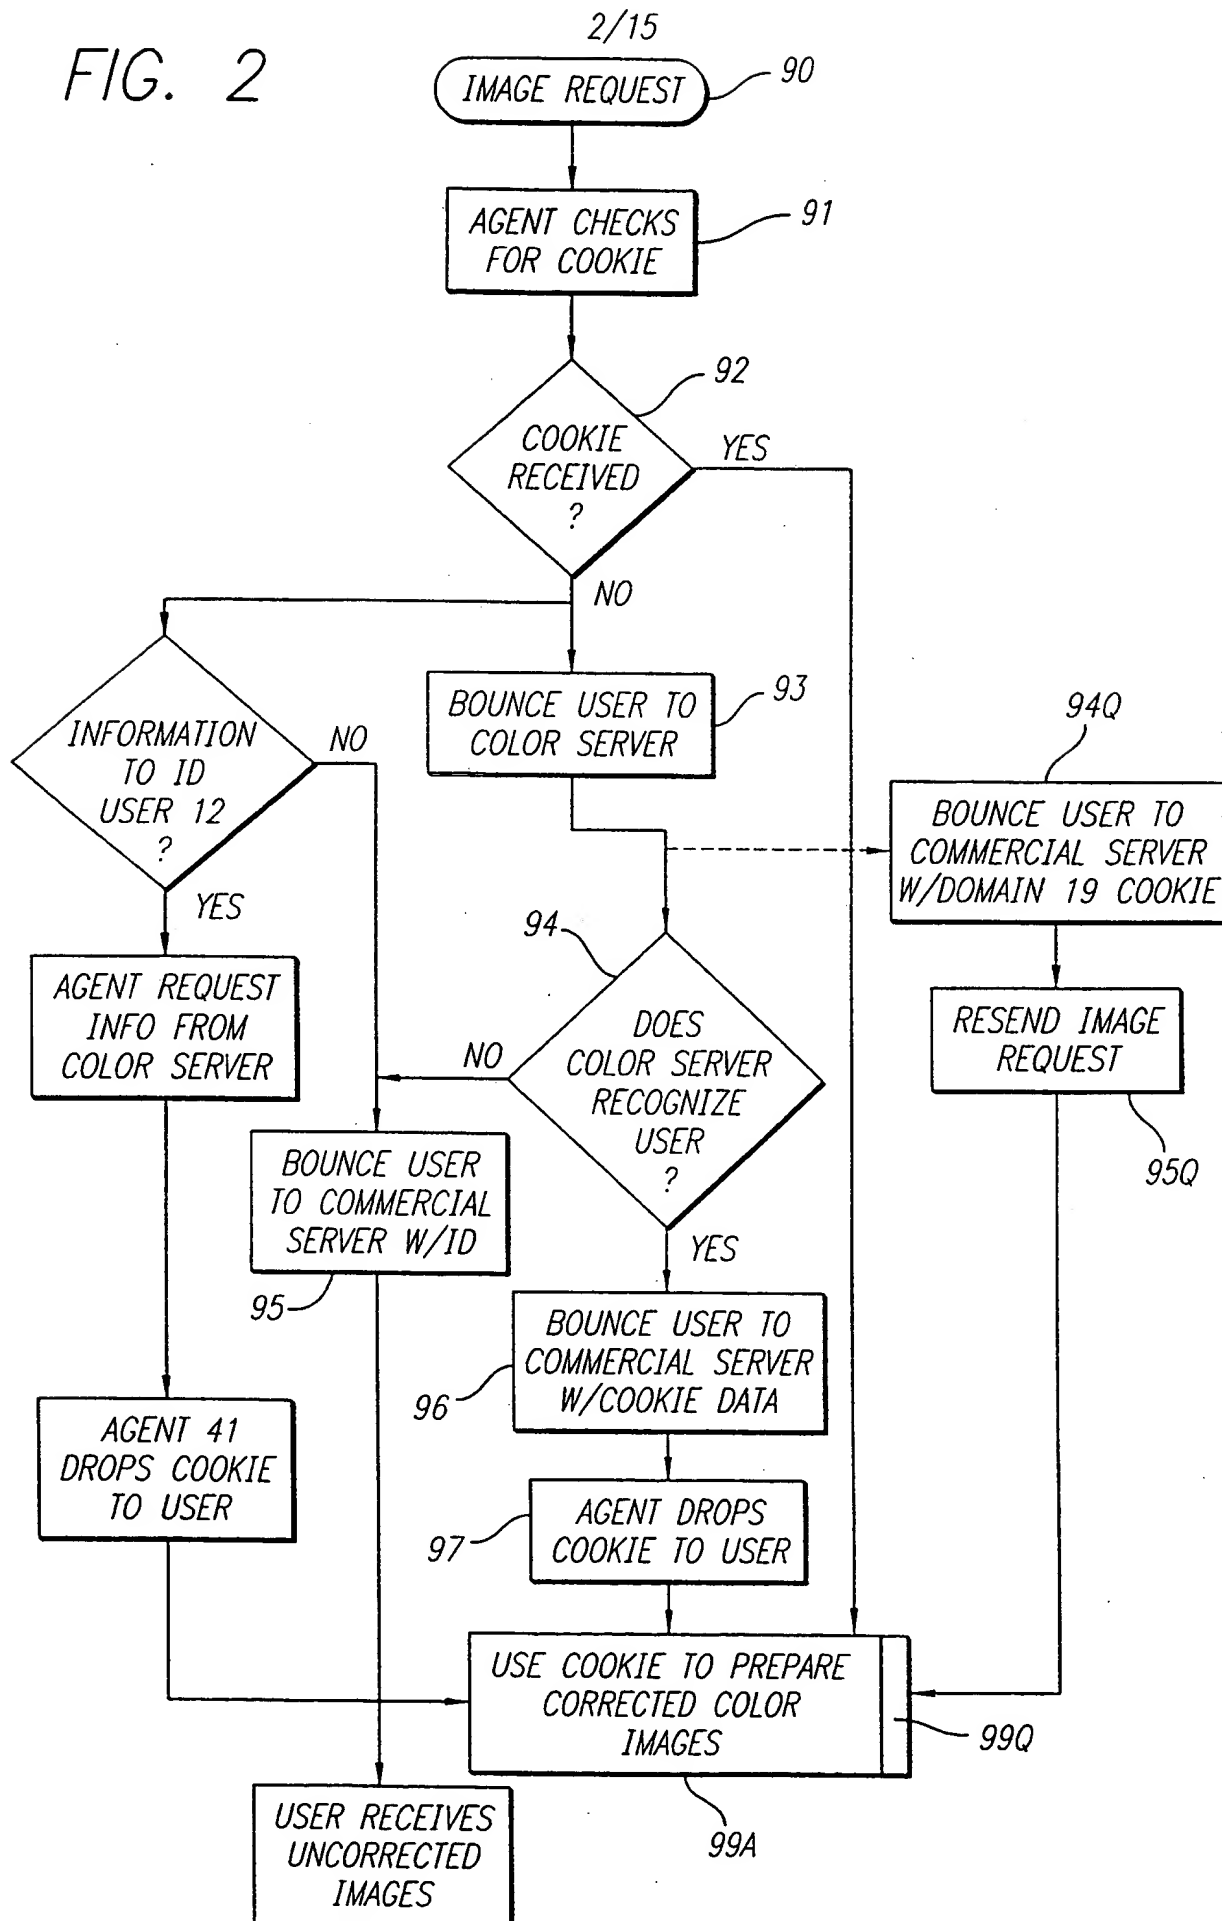 2/15
FIG. 2
IMAGE REQUEST
90
AGENT CHECKS
FOR COOKIE
91
92
COOKIE
RECEIVED
?
YES
NO
INFORMATION
TO ID
USER 12
?
NO
YES
BOUNCE USER TO
COLOR SERVER
93
94Q
BOUNCE USER TO
COMMERCIAL SERVER
W/DOMAIN 19 COOKIE
AGENT REQUEST
INFO FROM
COLOR SERVER
94
DOES
COLOR SERVER
RECOGNIZE
USER
?
NO
YES
RESEND IMAGE
REQUEST
95Q
BOUNCE USER
TO COMMERCIAL
SERVER W/ID
95
BOUNCE USER TO
COMMERCIAL SERVER
W/COOKIE DATA
96
AGENT 41
DROPS COOKIE
TO USER
AGENT DROPS
COOKIE TO USER
97
USE COOKIE TO PREPARE
CORRECTED COLOR
IMAGES
99Q
99A
USER RECEIVES
UNCORRECTED
IMAGES